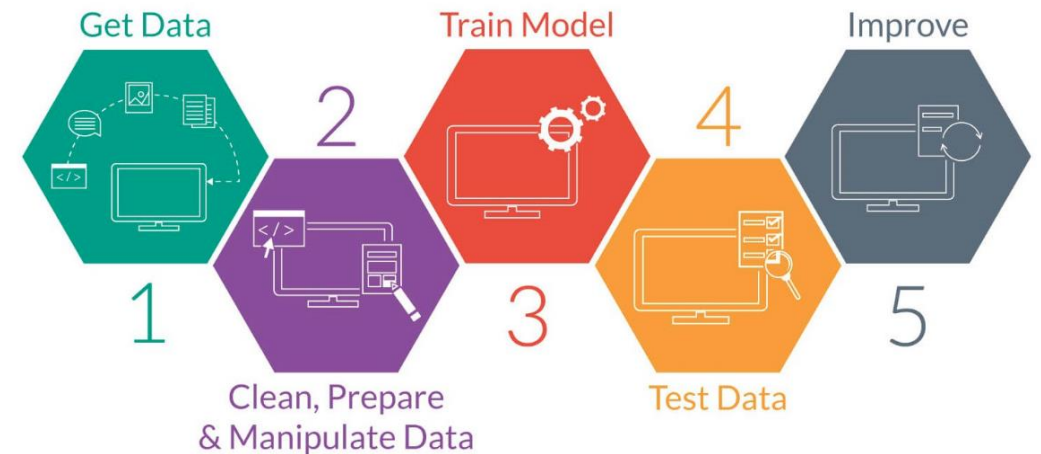 Get Data
1
2
Clean, Prepare
& Manipulate Data
Train Model
3
4
Test Data
Improve
5
</>
</>